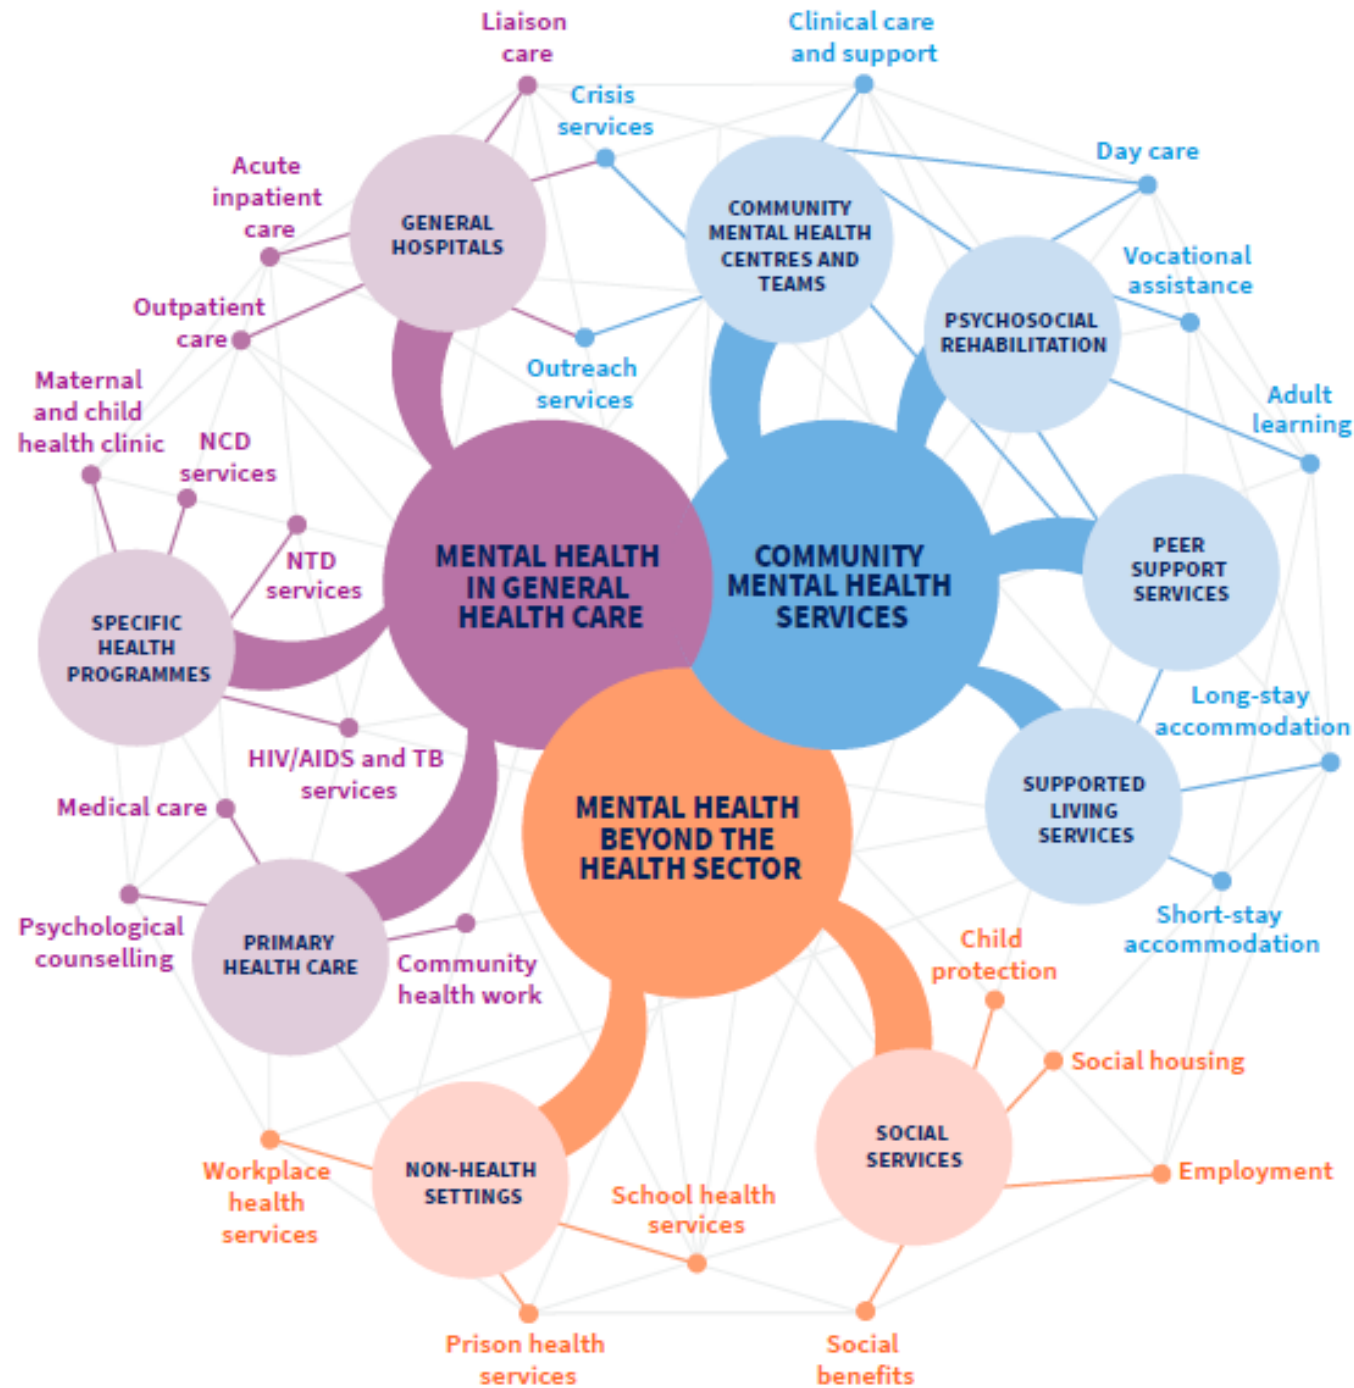 Liaison
care
Clinical care
and support
Crisis
services
Day care
Acute
inpatient
care
GENERAL
HOSPITALS
COMMUNITY
MENTAL HEALTH
CENTRES AND
TEAMS
Vocational
assistance
Outpatient
care
PSYCHOSOCIAL
REHABILITATION
Outreach
services
Maternal
and child
health clinic
NCD
services
Adult
learning
NTD
services
MENTAL HEALTH
IN GENERAL
HEALTH CARE
COMMUNITY
MENTAL HEALTH
SERVICES
PEER
SUPPORT
SERVICES
SPECIFIC
HEALTH
PROGRAMMES
Long-stay
accommodation
HIV/AIDS and TB
services
Medical care
MENTAL HEALTH
BEYOND THE
HEALTH SECTOR
SUPPORTED
LIVING
SERVICES
Psychological
counselling
PRIMARY
HEALTH CARE
Community
health work
Short-stay
accommodation
Child
protection
Social housing
Workplace
health
services
NON-HEALTH
SETTINGS
School health
services
SOCIAL
SERVICES
Employment
Prison health
services
Social
benefits